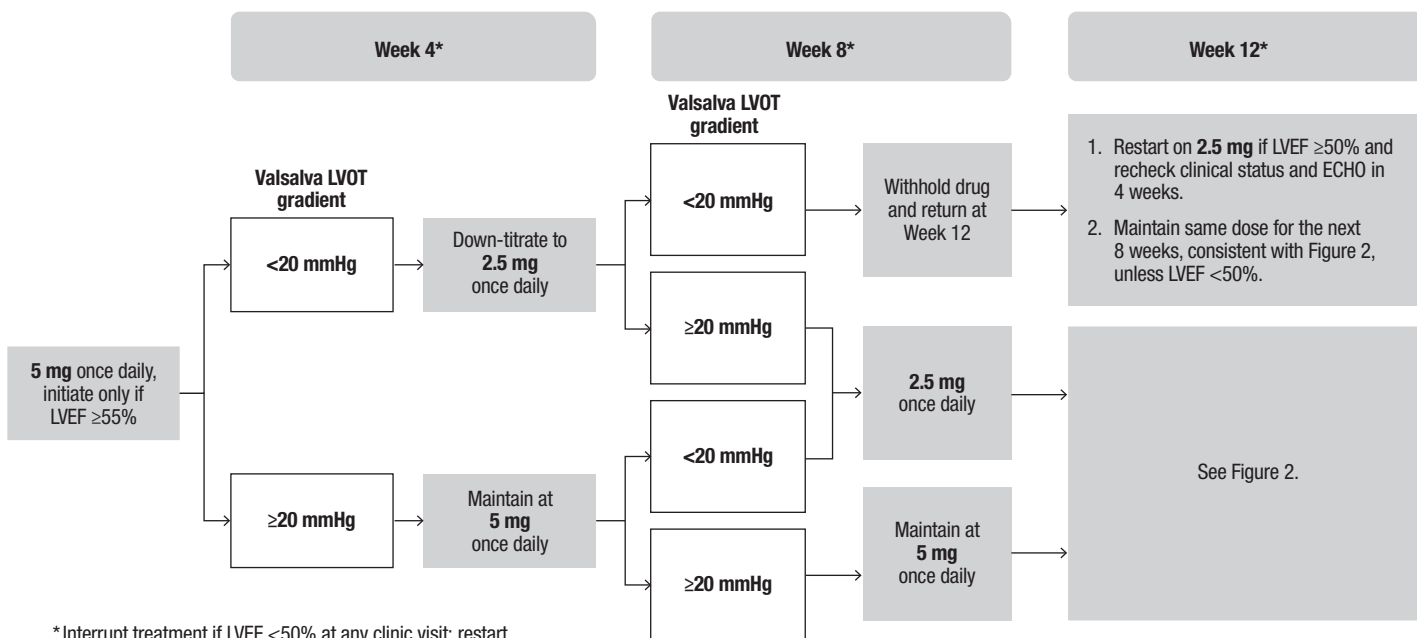 Week 4*
Week 8*
Week 12*
Valsalva LVOT
gradient
<20 mmHg
≥20 mmHg
5 mg once daily,
initiate only if
LVEF ≥55%
Down-titrate to
2.5 mg
once daily
Maintain at
5 mg
once daily
Valsalva LVOT
gradient
<20 mmHg
≥20 mmHg
<20 mmHg
≥20 mmHg
Withhold drug
and return at
Week 12
2.5 mg
once daily
Maintain at
5 mg
once daily
1. Restart on 2.5 mg if LVEF ≥50% and
recheck clinical status and ECHO in
4 weeks.
2. Maintain same dose for the next
8 weeks, consistent with Figure 2,
unless LVEF <50%.
See Figure 2.
*Interrupt treatment if LVEF <50% at any clinic visit; restart